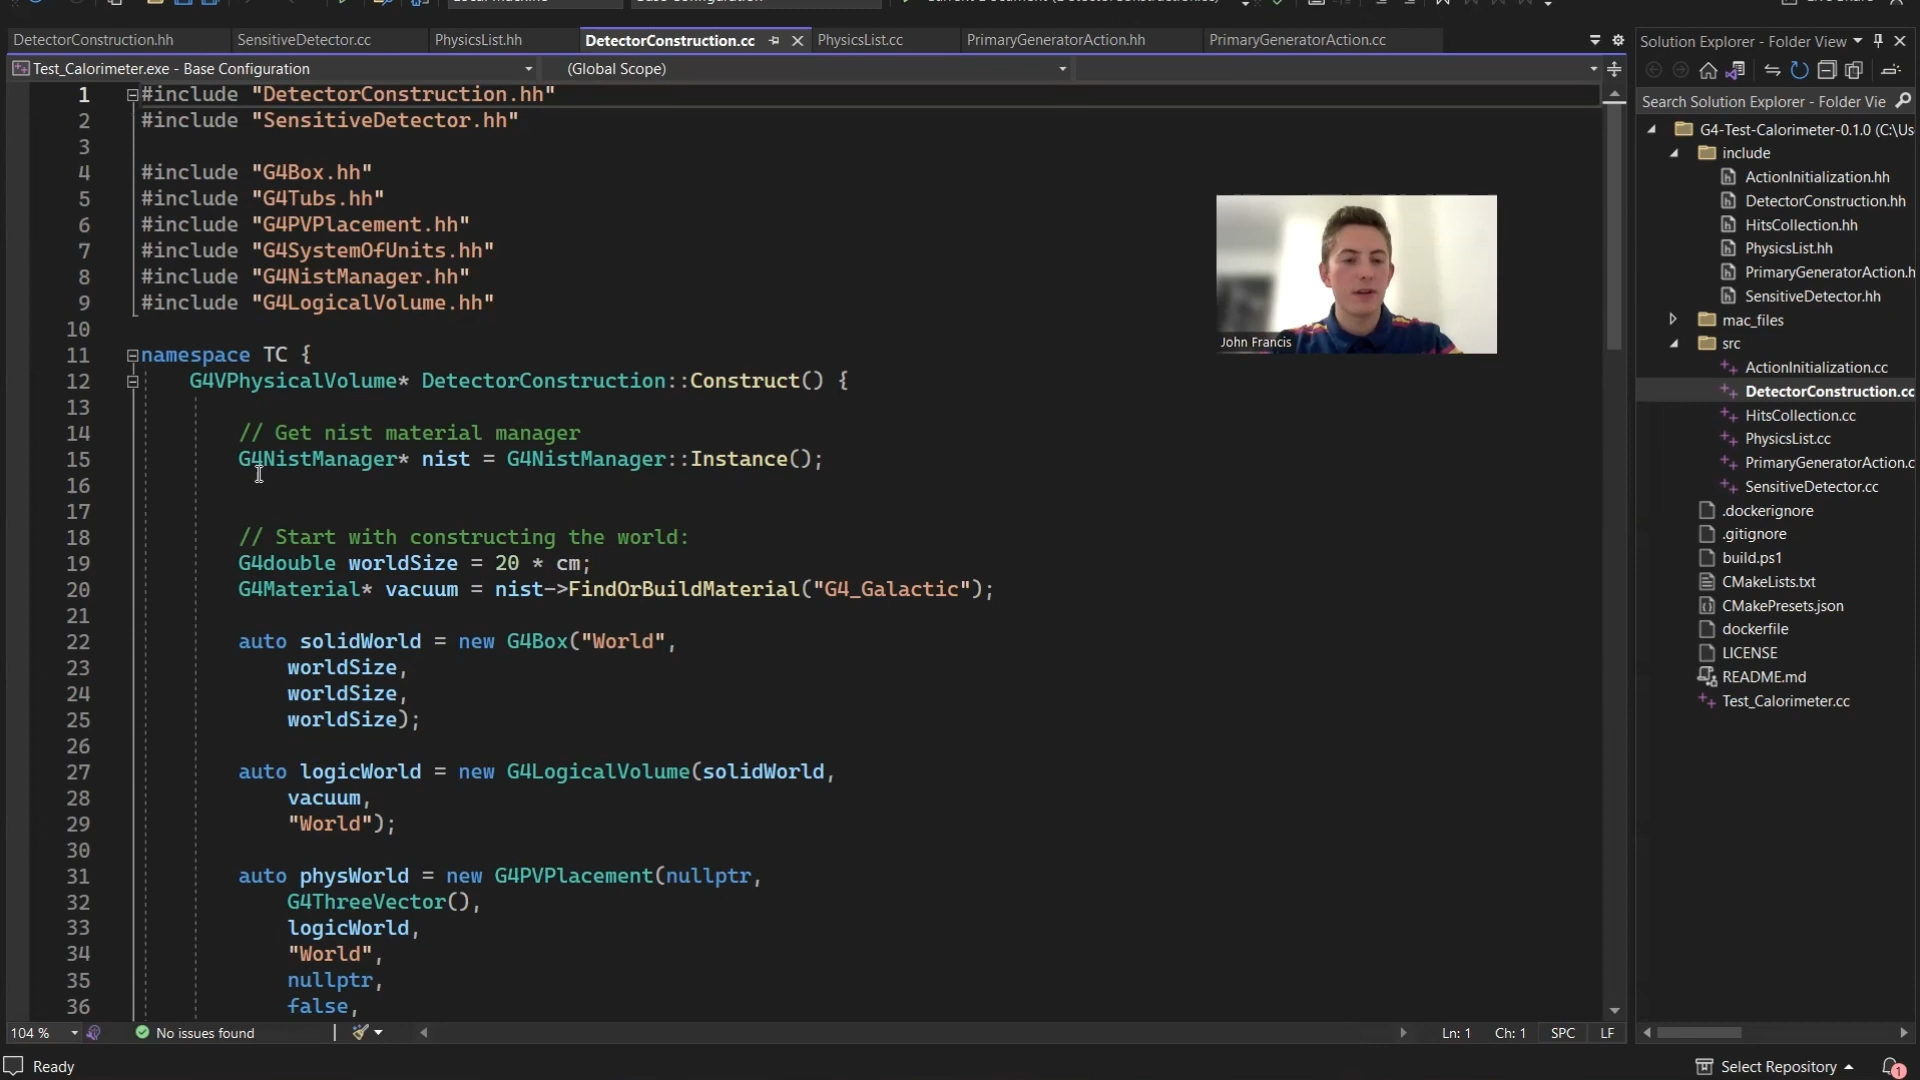 DetectorConstruction.hh
SensitiveDetector.cc
PhysicsList.hh
DetectorConstruction.cc
PhysicsList.cc
PrimaryGeneratorAction.hh
PrimaryGeneratorAction.cc
Test_Calorimeter.exe - Base Configuration
(Global Scope)
1 #include "DetectorConstruction.hh"
2 #include "SensitiveDetector.hh"
3
4 #include "G4Box.hh"
5 #include "G4Tubs.hh"
6 #include "G4PVPlacement.hh"
7 #include "G4SystemOfUnits.hh"
8 #include "G4NistManager.hh"
9 #include "G4LogicalVolume.hh"
10
11 namespace TC {
12 G4VPhysicalVolume* DetectorConstruction::Construct() {
13
14 // Get nist material manager
15 G4NistManager* nist = G4NistManager::Instance();
16
17
18 // Start with constructing the world:
19 G4double worldSize = 20 * cm;
20 G4Material* vacuum = nist->FindOrBuildMaterial("G4_Galactic");
21
22 auto solidWorld = new G4Box("World",
23 worldSize,
24 worldSize,
25 worldSize);
26
27 auto logicWorld = new G4LogicalVolume(solidWorld,
28 vacuum,
29 "World");
30
31 auto physWorld = new G4PVPlacement(nullptr,
32 G4ThreeVector(),
33 logicWorld,
34 "World",
35 nullptr,
36 false,
John Francis
104 %
No issues found
Ln: 1
Ch: 1
SPC
LF
Ready
Solution Explorer - Folder View
Search Solution Explorer - Folder Vie
G4-Test-Calorimeter-0.1.0 (C:\Us
include
ActionInitialization.hh
DetectorConstruction.hh
HitsCollection.hh
PhysicsList.hh
PrimaryGeneratorAction.h
SensitiveDetector.hh
mac_files
src
ActionInitialization.cc
DetectorConstruction.cc
HitsCollection.cc
PhysicsList.cc
PrimaryGeneratorAction.c
SensitiveDetector.cc
.dockerignore
.gitignore
build.ps1
CMakeLists.txt
CMakePresets.json
dockerfile
LICENSE
README.md
Test_Calorimeter.cc
Select Repository
1